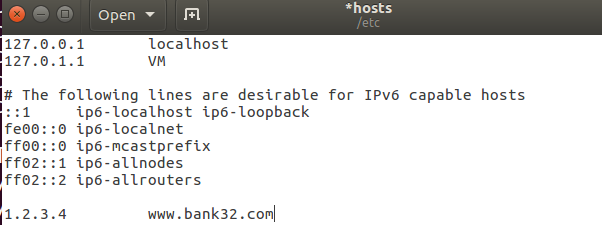 Open
*hosts
/etc
127.0.0.1 localhost
127.0.1.1 VM
# The following lines are desirable for IPv6 capable hosts
::1 ip6-localhost ip6-loopback
fe00::0 ip6-localnet
ff00::0 ip6-mcastprefix
ff02::1 ip6-allnodes
ff02::2 ip6-allrouters
1.2.3.4 www.bank32.com